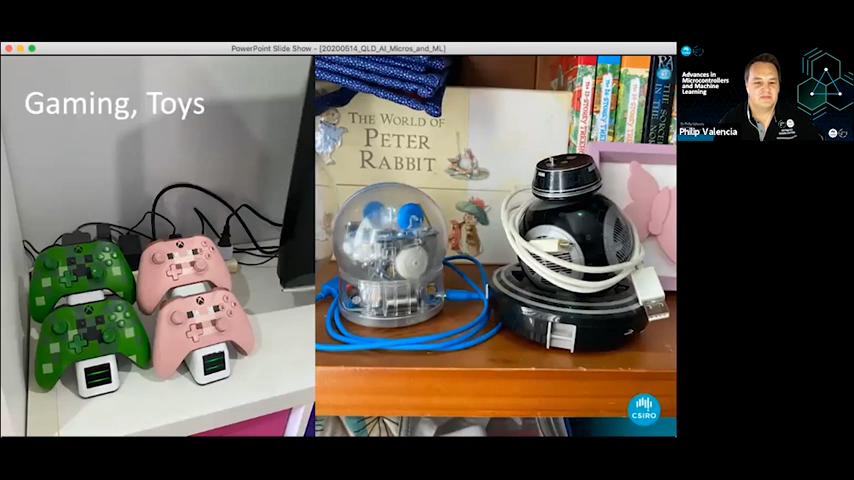 PowerPoint Slide Show - [20200514_QLD_AI_Micros_and_ML]
Gaming, Toys
THE WORLD OF
PETER
RABBIT
CSIRO
Advances in
Microcontrollers
and Machine
Learning
Philip Valencia